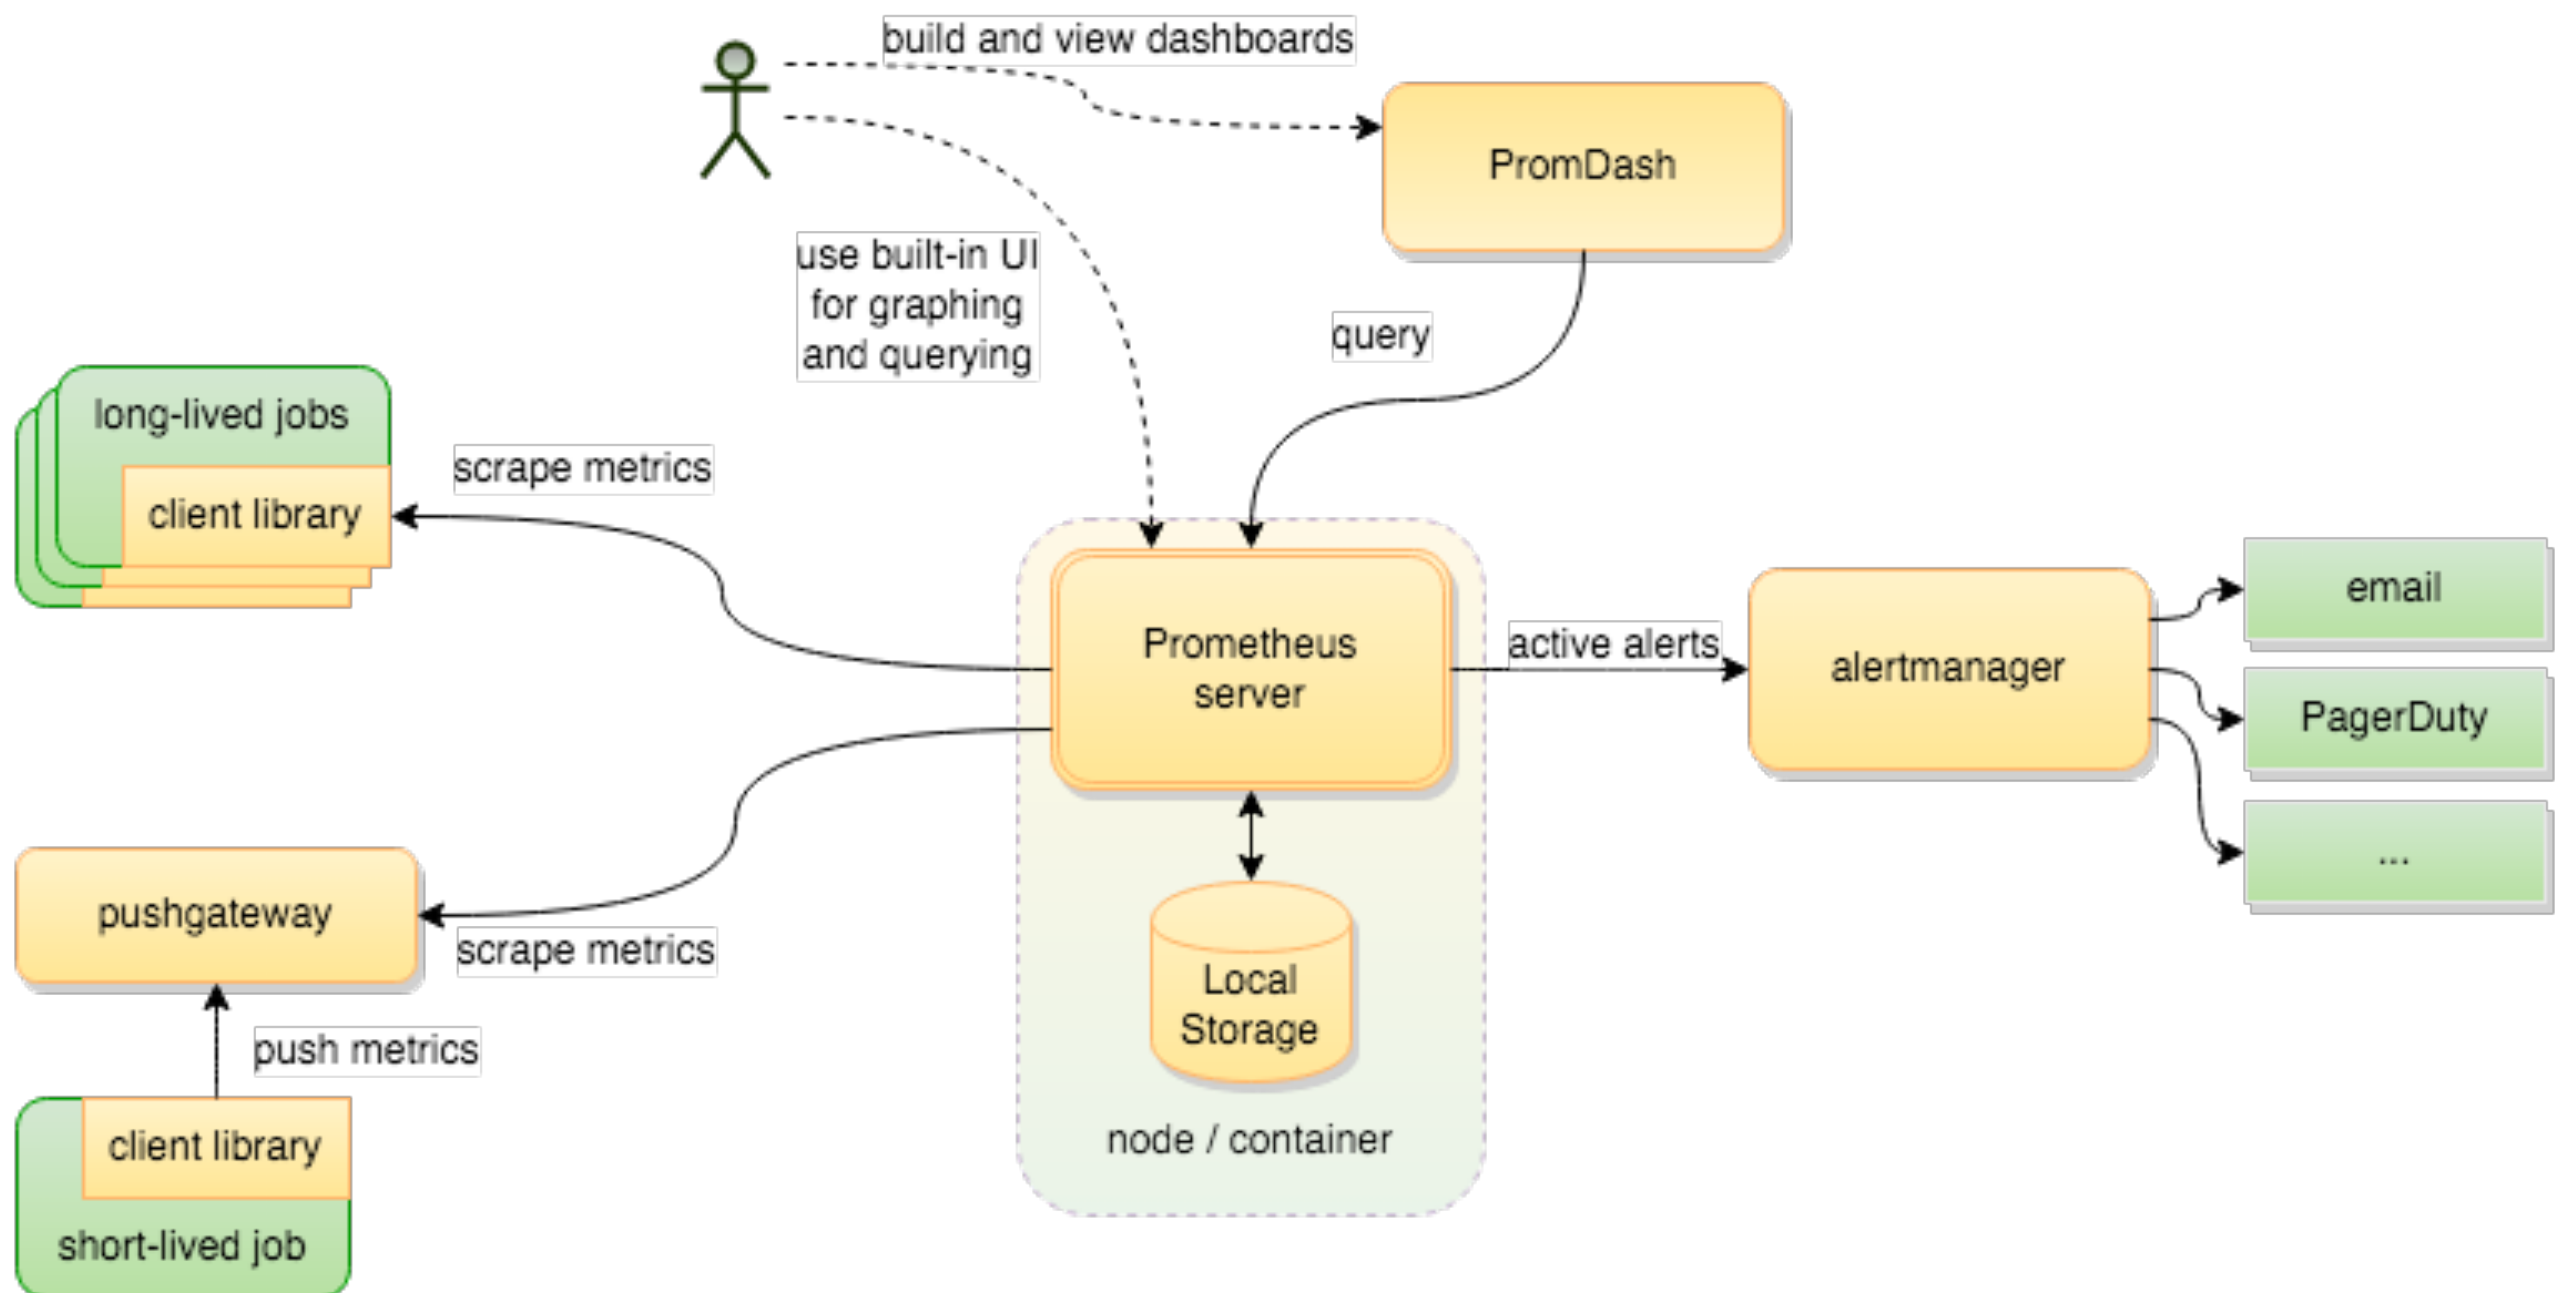 build and view dashboards
PromDash
use built-in UI
for graphing
and querying
query
long-lived jobs
client library
scrape metrics
Prometheus
server
active alerts
alertmanager
email
PagerDuty
...
pushgateway
scrape metrics
push metrics
client library
short-lived job
Local
Storage
node / container